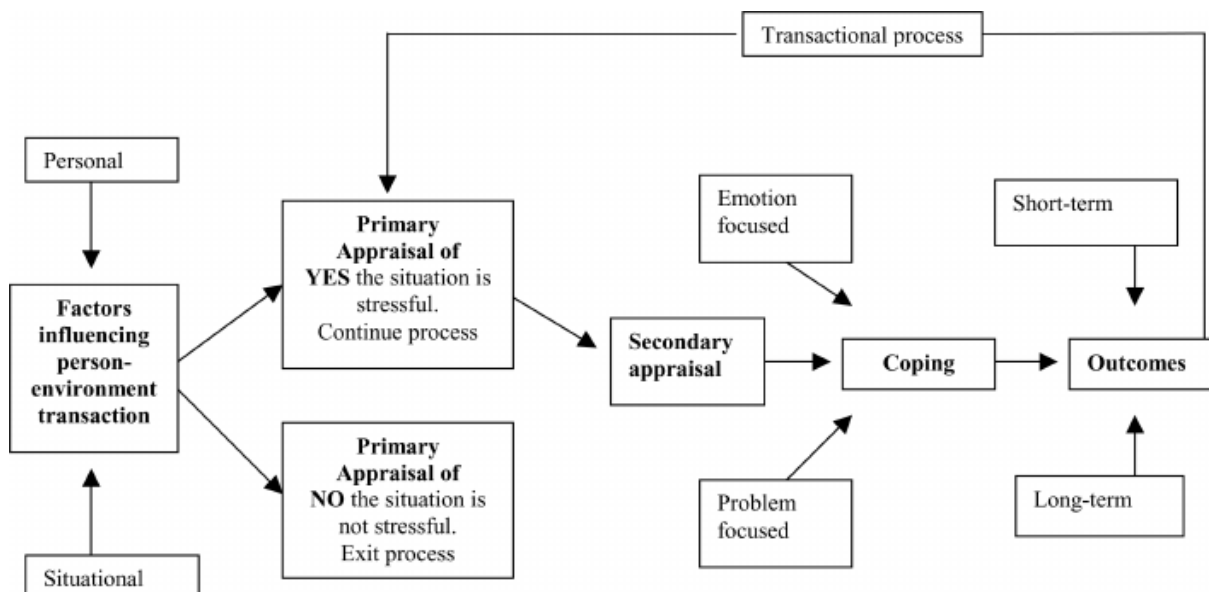 Transactional process
Personal
Factors
influencing
person-
environment
transaction
Situational
Primary
Appraisal of
YES the situation is
stressful.
Continue process
Primary
Appraisal of
NO the situation is
not stressful.
Exit process
Secondary
appraisal
Emotion
focused
Coping
Problem
focused
Short-term
Outcomes
Long-term